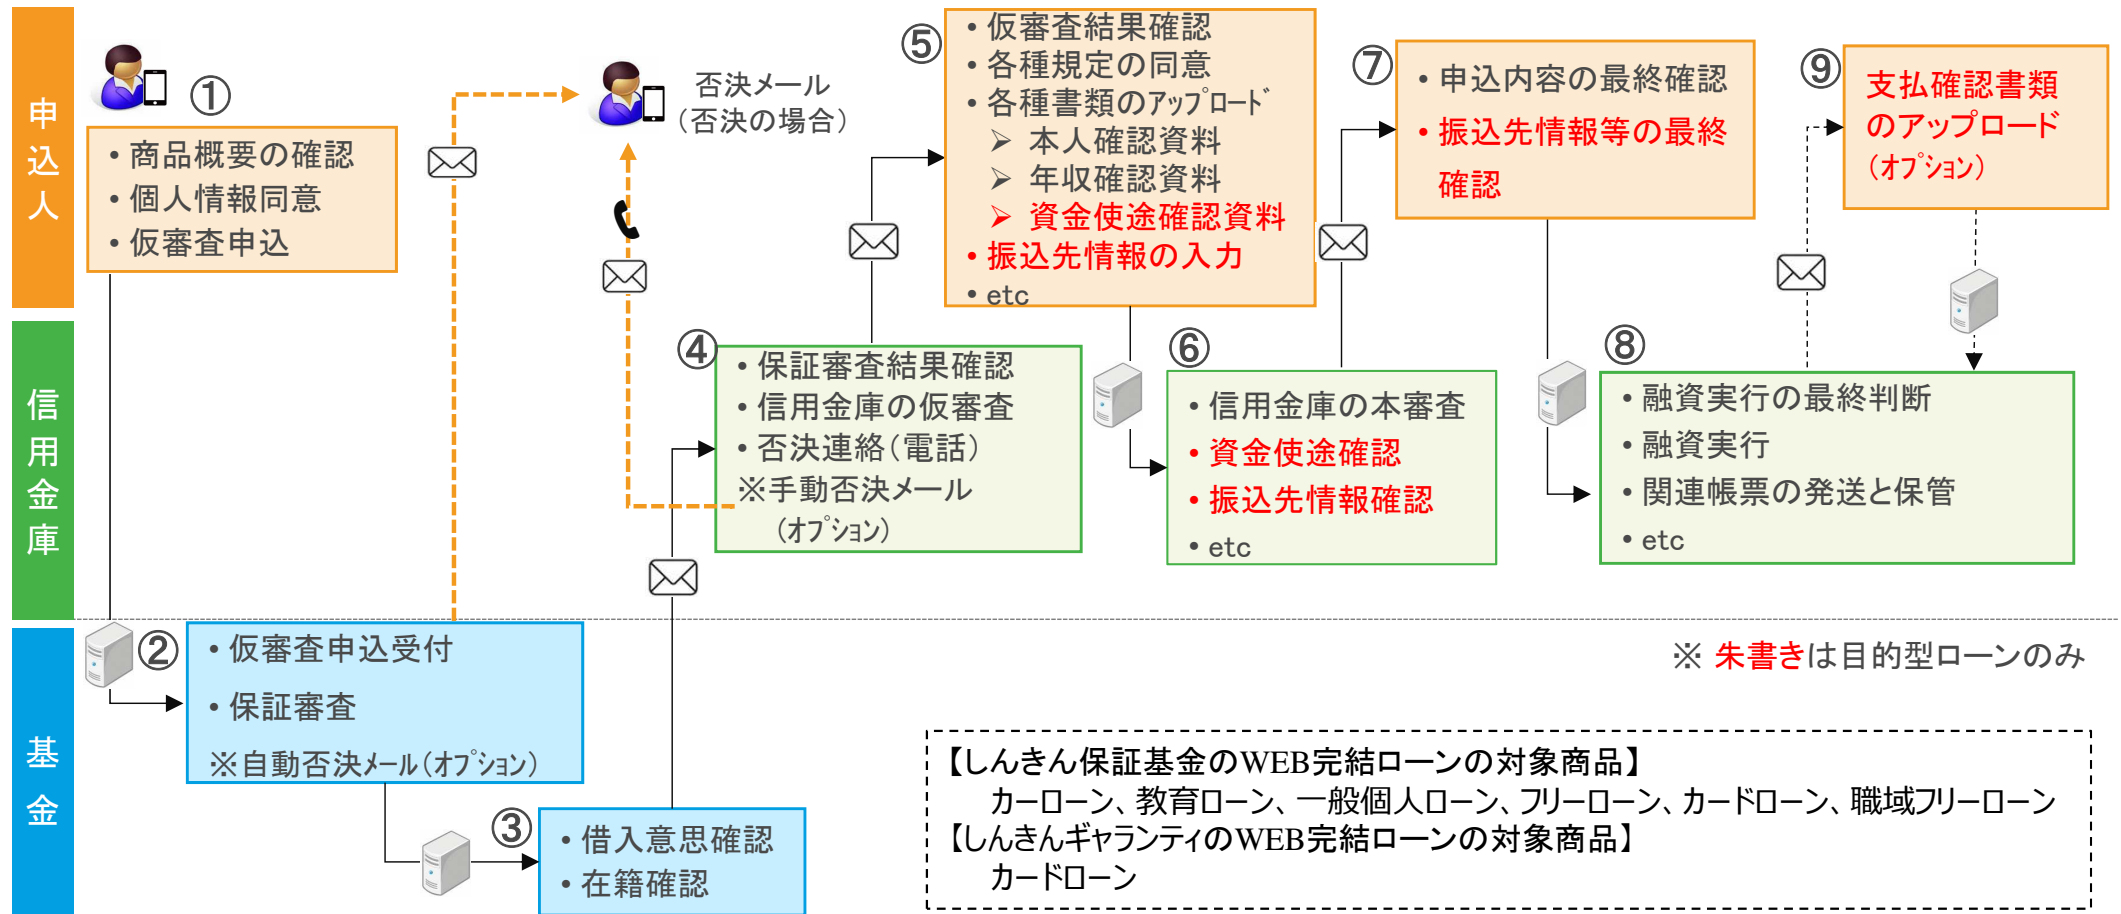 申込人
信用金庫
基金
①
・商品概要の確認
・個人情報同意
・仮審査申込
否決メール
(否決の場合)
②
・仮審査申込受付
・保証審査
※自動否決メール(オプション)
③
・借入意思確認
・在籍確認
④
・保証審査結果確認
・信用金庫の仮審査
・否決連絡(電話)
※手動否決メール
(オプション)
⑤
・仮審査結果確認
・各種規定の同意
・各種書類のアップロード
➢ 本人確認資料
➢ 年収確認資料
➢ 資金使途確認資料
・振込先情報の入力
・etc
⑥
・信用金庫の本審査
・資金使途確認
・振込先情報確認
・etc
⑦
・申込内容の最終確認
・振込先情報等の最終
確認
⑧
・融資実行の最終判断
・融資実行
・関連帳票の発送と保管
・etc
⑨
支払確認書類
のアップロード
(オプション)
※ 朱書きは目的型ローンのみ
【しんきん保証基金のWEB完結ローンの対象商品】
カーローン、教育ローン、一般個人ローン、フリーローン、カードローン、職域フリーローン
【しんきんギャランティのWEB完結ローンの対象商品】
カードローン